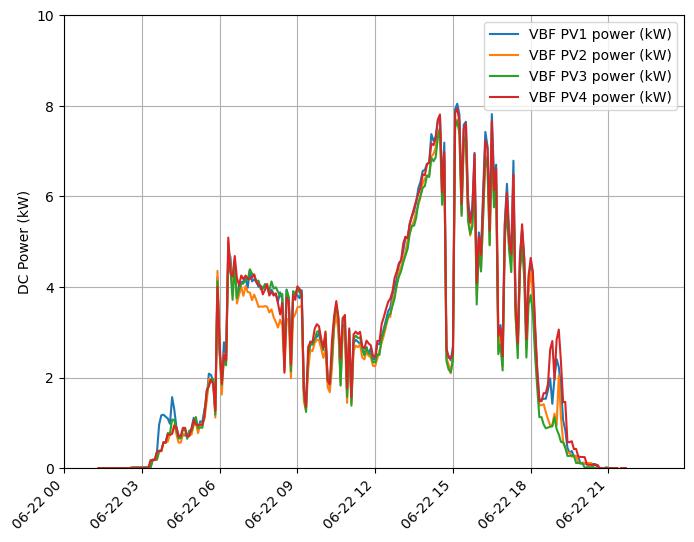 10
8
6
4
2
0
DC Power (kW)
VBF PV1 power (kW)
VBF PV2 power (kW)
VBF PV3 power (kW)
VBF PV4 power (kW)
06-22 00
06-22 03
06-22 06
06-22 09
06-22 12
06-22 15
06-22 18
06-22 21